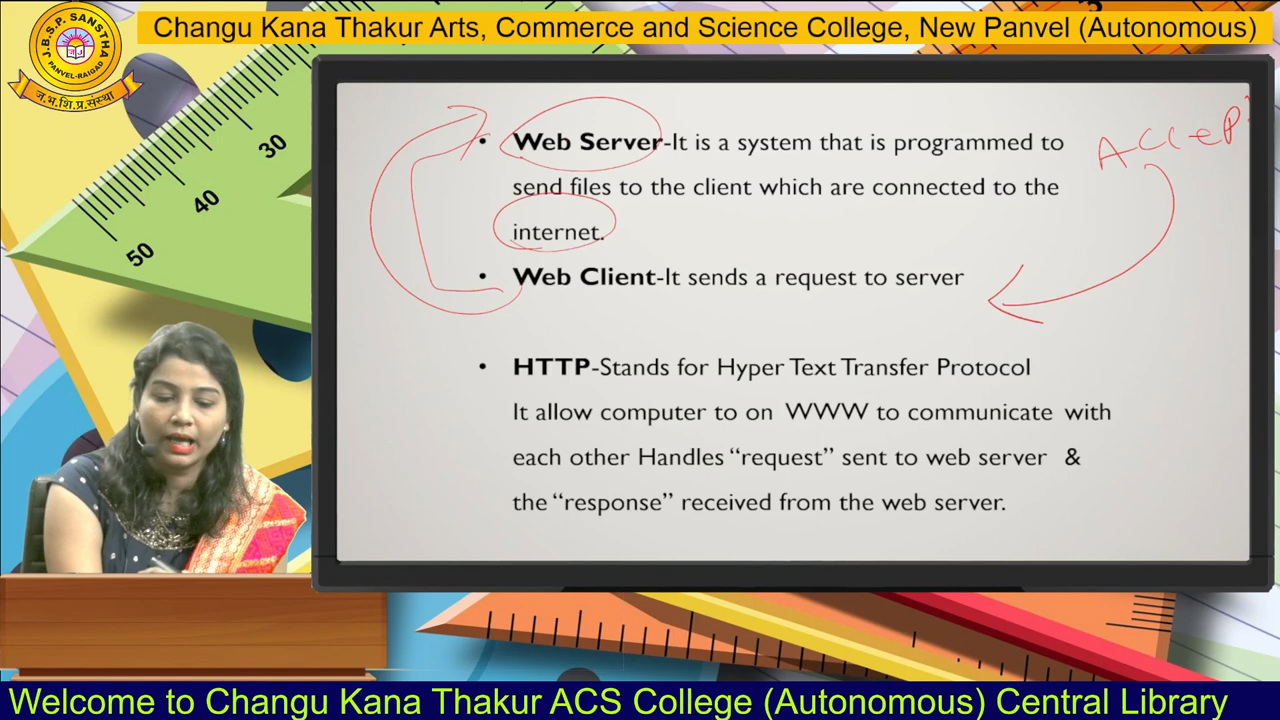 Changu Kana Thakur Arts, Commerce and Science College, New Panvel (Autonomous)
J.B.S.P. SANSTHA
PANVEL-RAIGAD
ज.भ.शि.प्र.संस्था
30
40
50
• Web Server-It is a system that is programmed to
send files to the client which are connected to the
internet.
ACCEPT
• Web Client-It sends a request to server
• HTTP-Stands for Hyper Text Transfer Protocol
It allow computer to on WWW to communicate with
each other Handles “request” sent to web server &
the “response” received from the web server.
Welcome to Changu Kana Thakur ACS College (Autonomous) Central Library